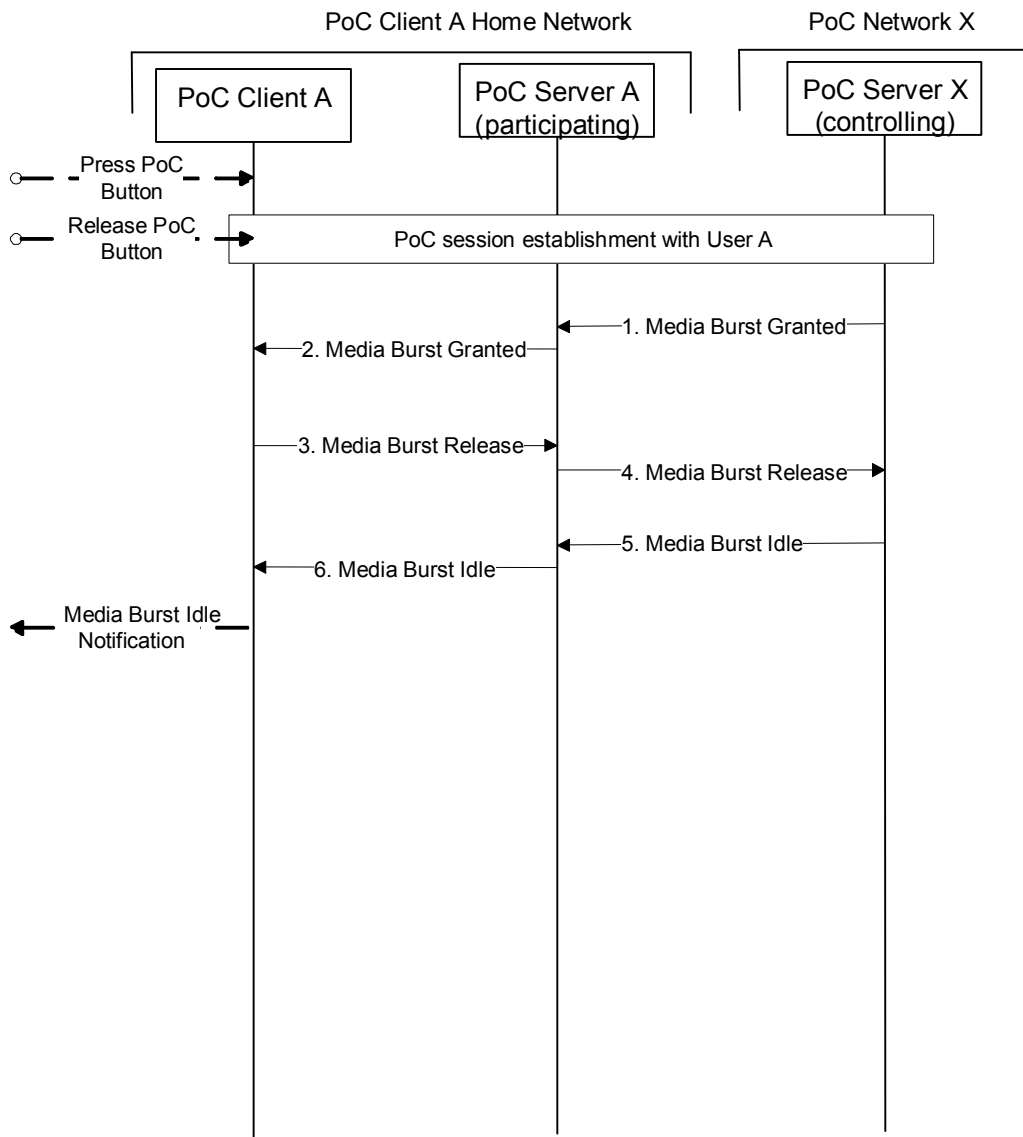 PoC Client A Home Network
PoC Network X
PoC Client A
PoC Server A
(participating)
PoC Server X
(controlling)
Press PoC
Button
Release PoC
Button
PoC session establishment with User A
1. Media Burst Granted
2. Media Burst Granted
3. Media Burst Release
4. Media Burst Release
5. Media Burst Idle
6. Media Burst Idle
Media Burst Idle
Notification